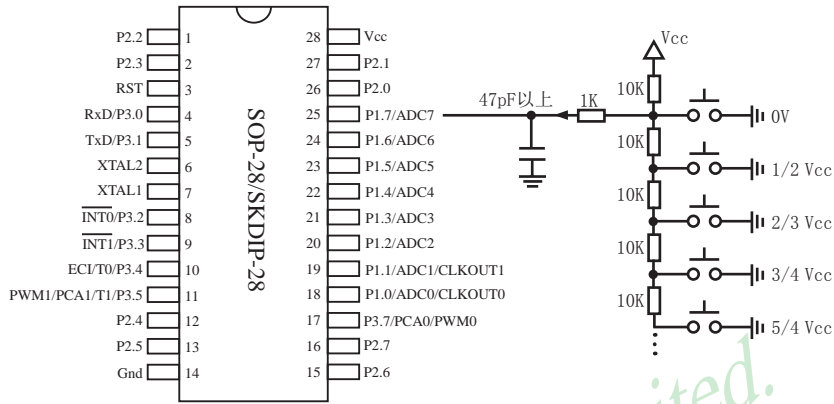 P2.2 1 28 Vcc
P2.3 2 27 P2.1
RST 3 26 P2.0
RxD/P3.0 4 25 P1.7/ADC7
TxD/P3.1 5 24 P1.6/ADC6
XTAL2 6 23 P1.5/ADC5
XTAL1 7 22 P1.4/ADC4
INT0/P3.2 8 21 P1.3/ADC3
INT1/P3.3 9 20 P1.2/ADC2
ECI/T0/P3.4 10 19 P1.1/ADC1/CLKOUT1
PWM1/PCA1/T1/P3.5 11 18 P1.0/ADC0/CLKOUT0
P2.4 12 17 P3.7/PCA0/PWM0
P2.5 13 16 P2.7
Gnd 14 15 P2.6
SOP-28/SKDIP-28
Vcc
10K
47pF以上 1K
0V
10K
1/2 Vcc
10K
2/3 Vcc
10K
3/4 Vcc
10K
5/4 Vcc
ited.